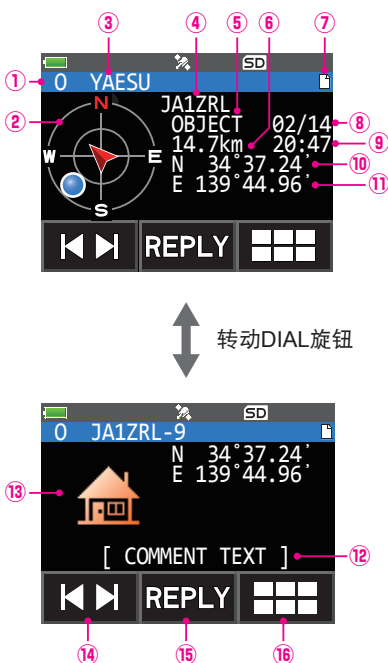 ③ ④ ⑤ ⑥ ⑦
SD
① O YAESU
② N JA1ZRL
OBJECT 02/14 ⑧
W E 14.7km 20:47 ⑨
N 34°37.24' ⑩
S E 139°44.96' ⑪
REPLY
转动DIAL旋钮
SD
O JA1ZRL-9
N 34°37.24'
E 139°44.96'
⑬
[ COMMENT TEXT ] ⑫
REPLY
⑭ ⑮ ⑯